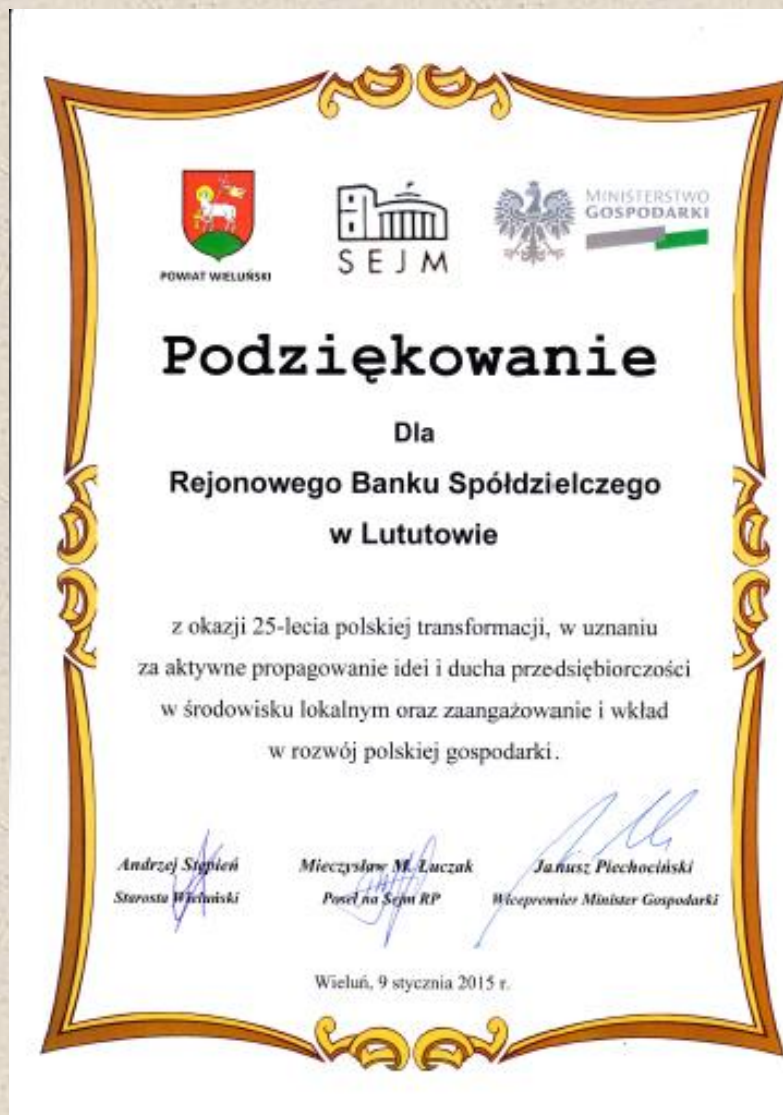 POWIAT WIELUŃSKI
SEJM
MINISTERSTWO
GOSPODARKI
Podziękowanie
Dla
Rejonowego Banku Spółdzielczego
w Lututowie
z okazji 25-lecia polskiej transformacji, w uznaniu
za aktywne propagowanie idei i ducha przedsiębiorczości
w środowisku lokalnym oraz zaangażowanie i wkład
w rozwój polskiej gospodarki.
Andrzej Stępień
Starosta Wieluński
Mieczysław M. Łuczak
Poseł na Sejm RP
Janusz Piechociński
Wicepremier Minister Gospodarki
Wieluń, 9 stycznia 2015 r.